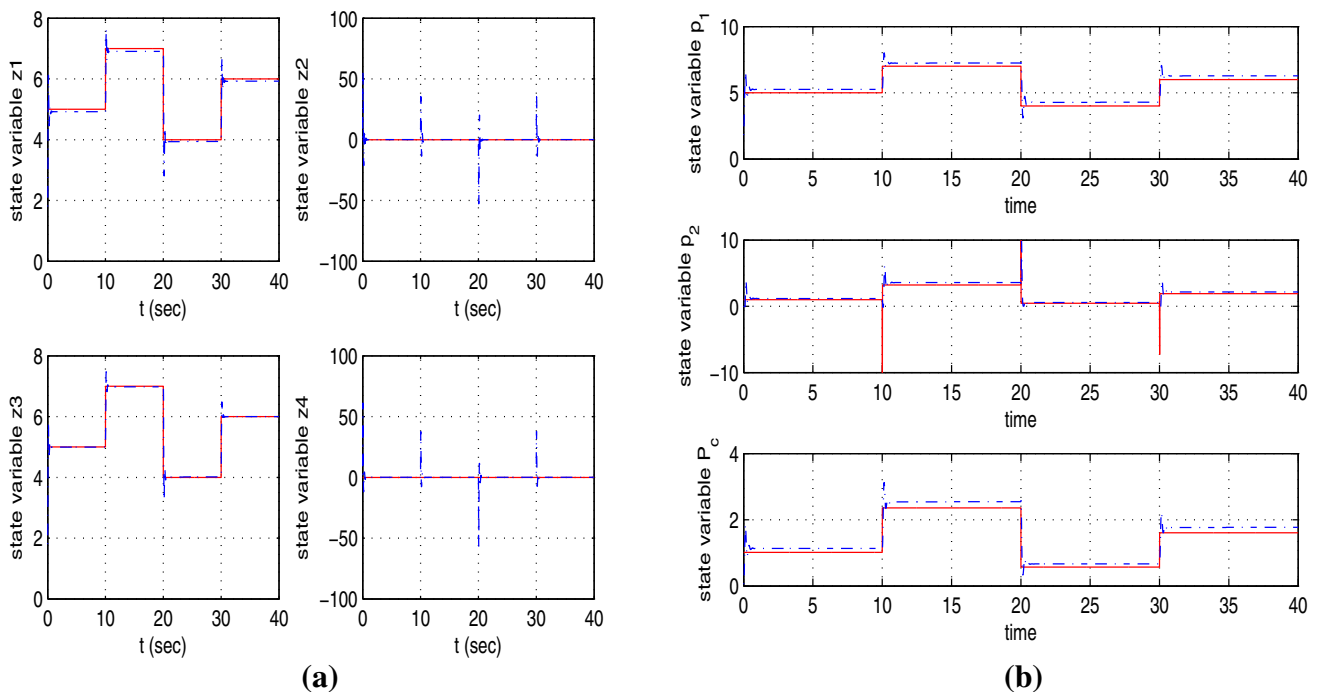 state variable z1
8
6
4
2
0
0 10 20 30 40
t (sec)
state variable z2
100
50
0
−50
−100
0 10 20 30 40
t (sec)
state variable z3
8
6
4
2
0
0 10 20 30 40
t (sec)
state variable z4
100
50
0
−50
−100
0 10 20 30 40
t (sec)
(a)
state variable p_1
10
5
0
0 5 10 15 20 25 30 35 40
time
state variable p_2
10
0
−10
0 5 10 15 20 25 30 35 40
time
state variable P_c
4
2
0
0 5 10 15 20 25 30 35 40
time
(b)